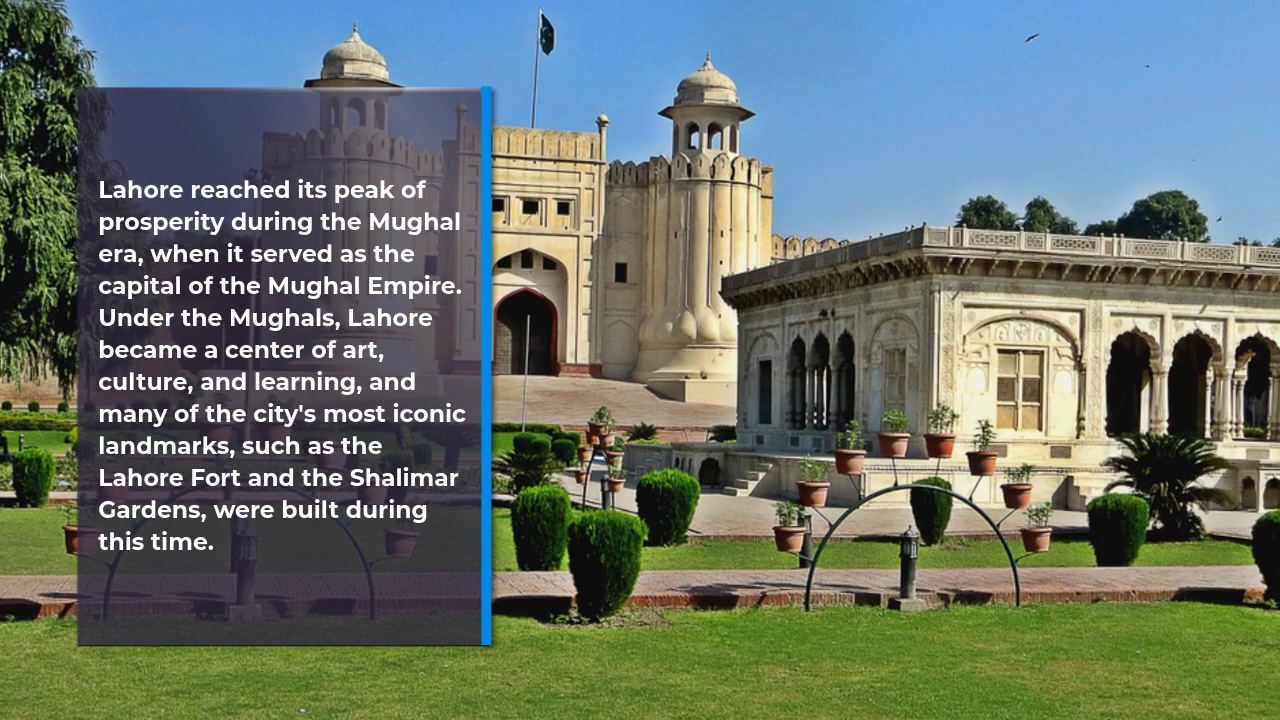 Lahore reached its peak of
prosperity during the Mughal
era, when it served as the
capital of the Mughal Empire.
Under the Mughals, Lahore
became a center of art,
culture, and learning, and
many of the city's most iconic
landmarks, such as the
Lahore Fort and the Shalimar
Gardens, were built during
this time.